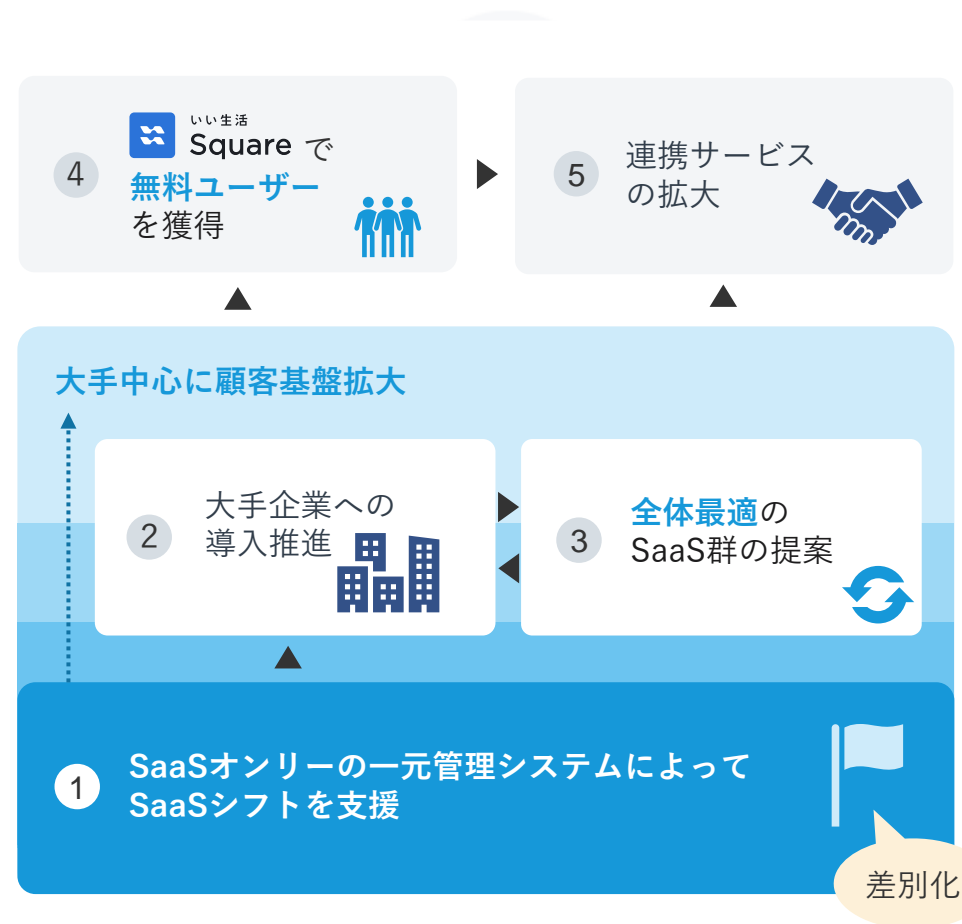 4
いい生活
Square で
無料ユーザー
を獲得
5
連携サービス
の拡大
大手中心に顧客基盤拡大
2
大手企業への
導入推進
3
全体最適の
SaaS群の提案
1
SaaSオンリーの一元管理システムによって
SaaSシフトを支援
差別化